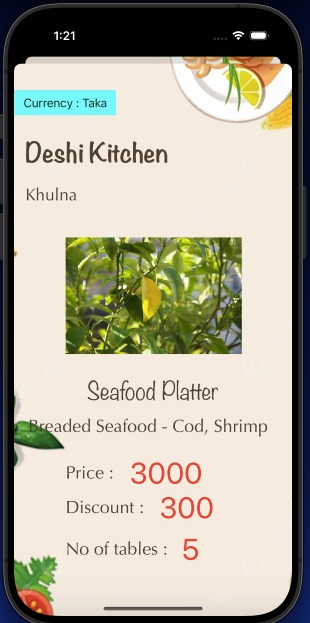 1:21
Currency : Taka
Deshi Kitchen
Khulna
Seafood Platter
Breaded Seafood - Cod, Shrimp
Price : 3000
Discount : 300
No of tables : 5